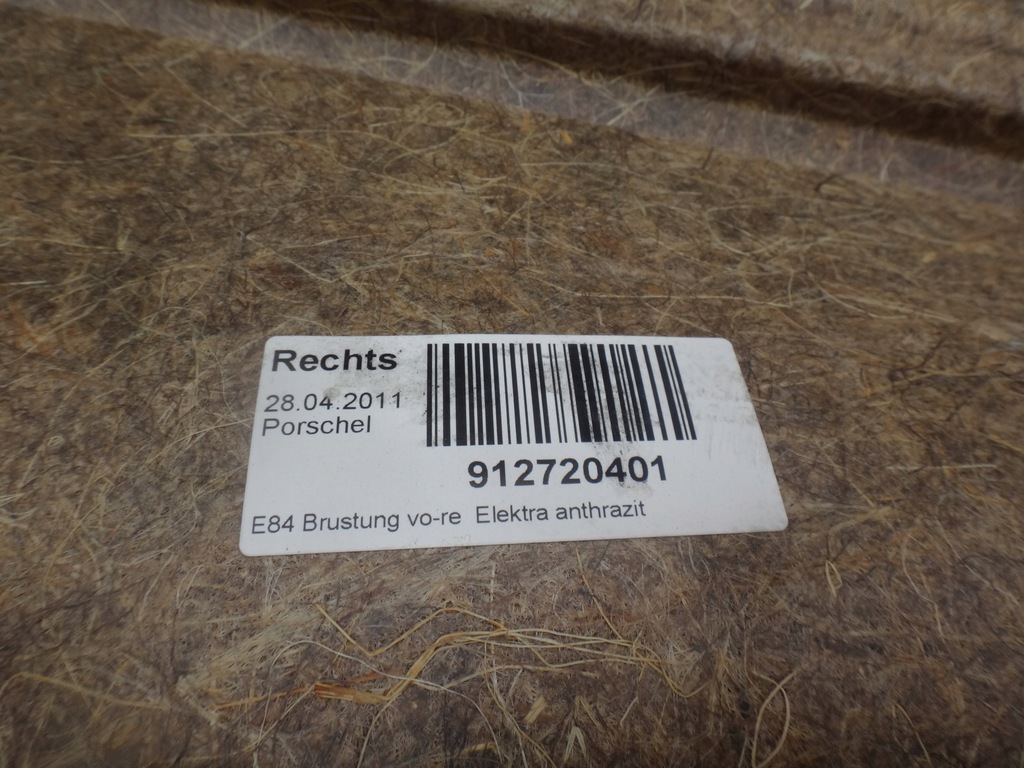 Rechts
28.04.2011
Porschel
912720401
E84 Brustung vo-re Elektra anthrazit